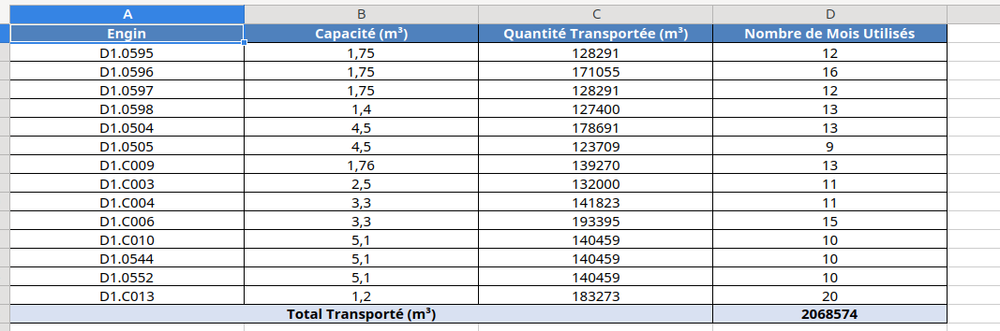 A B C D
Engin Capacité (m³) Quantité Transportée (m³) Nombre de Mois Utilisés
D1.0595 1,75 128291 12
D1.0596 1,75 171055 16
D1.0597 1,75 128291 12
D1.0598 1,4 127400 13
D1.0504 4,5 178691 13
D1.0505 4,5 123709 9
D1.C009 1,76 139270 13
D1.C003 2,5 132000 11
D1.C004 3,3 141823 11
D1.C006 3,3 193395 15
D1.C010 5,1 140459 10
D1.0544 5,1 140459 10
D1.0552 5,1 140459 10
D1.C013 1,2 183273 20
Total Transporté (m³) 2068574